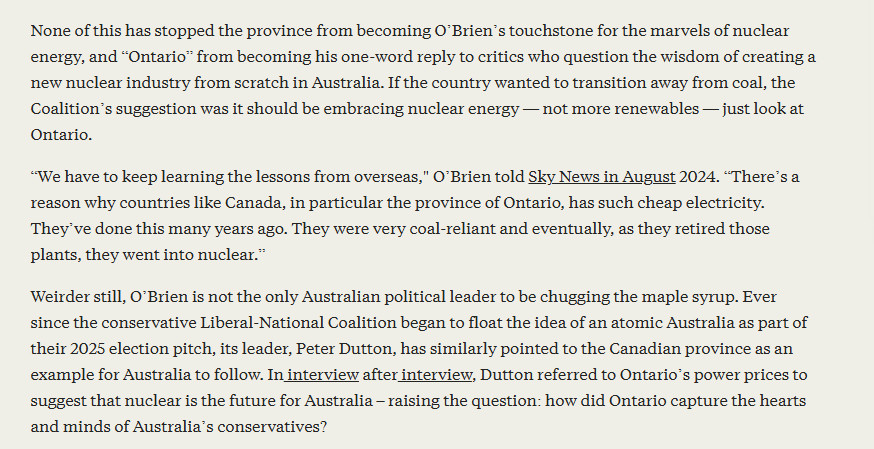 None of this has stopped the province from becoming O’Brien’s touchstone for the marvels of nuclear
energy, and “Ontario” from becoming his one-word reply to critics who question the wisdom of creating a
new nuclear industry from scratch in Australia. If the country wanted to transition away from coal, the
Coalition’s suggestion was it should be embracing nuclear energy — not more renewables — just look at
Ontario.
“We have to keep learning the lessons from overseas," O’Brien told Sky News in August 2024. “There’s a
reason why countries like Canada, in particular the province of Ontario, has such cheap electricity.
They’ve done this many years ago. They were very coal-reliant and eventually, as they retired those
plants, they went into nuclear.”
Weirder still, O’Brien is not the only Australian political leader to be chugging the maple syrup. Ever
since the conservative Liberal-National Coalition began to float the idea of an atomic Australia as part of
their 2025 election pitch, its leader, Peter Dutton, has similarly pointed to the Canadian province as an
example for Australia to follow. In interview after interview, Dutton referred to Ontario’s power prices to
suggest that nuclear is the future for Australia – raising the question: how did Ontario capture the hearts
and minds of Australia’s conservatives?